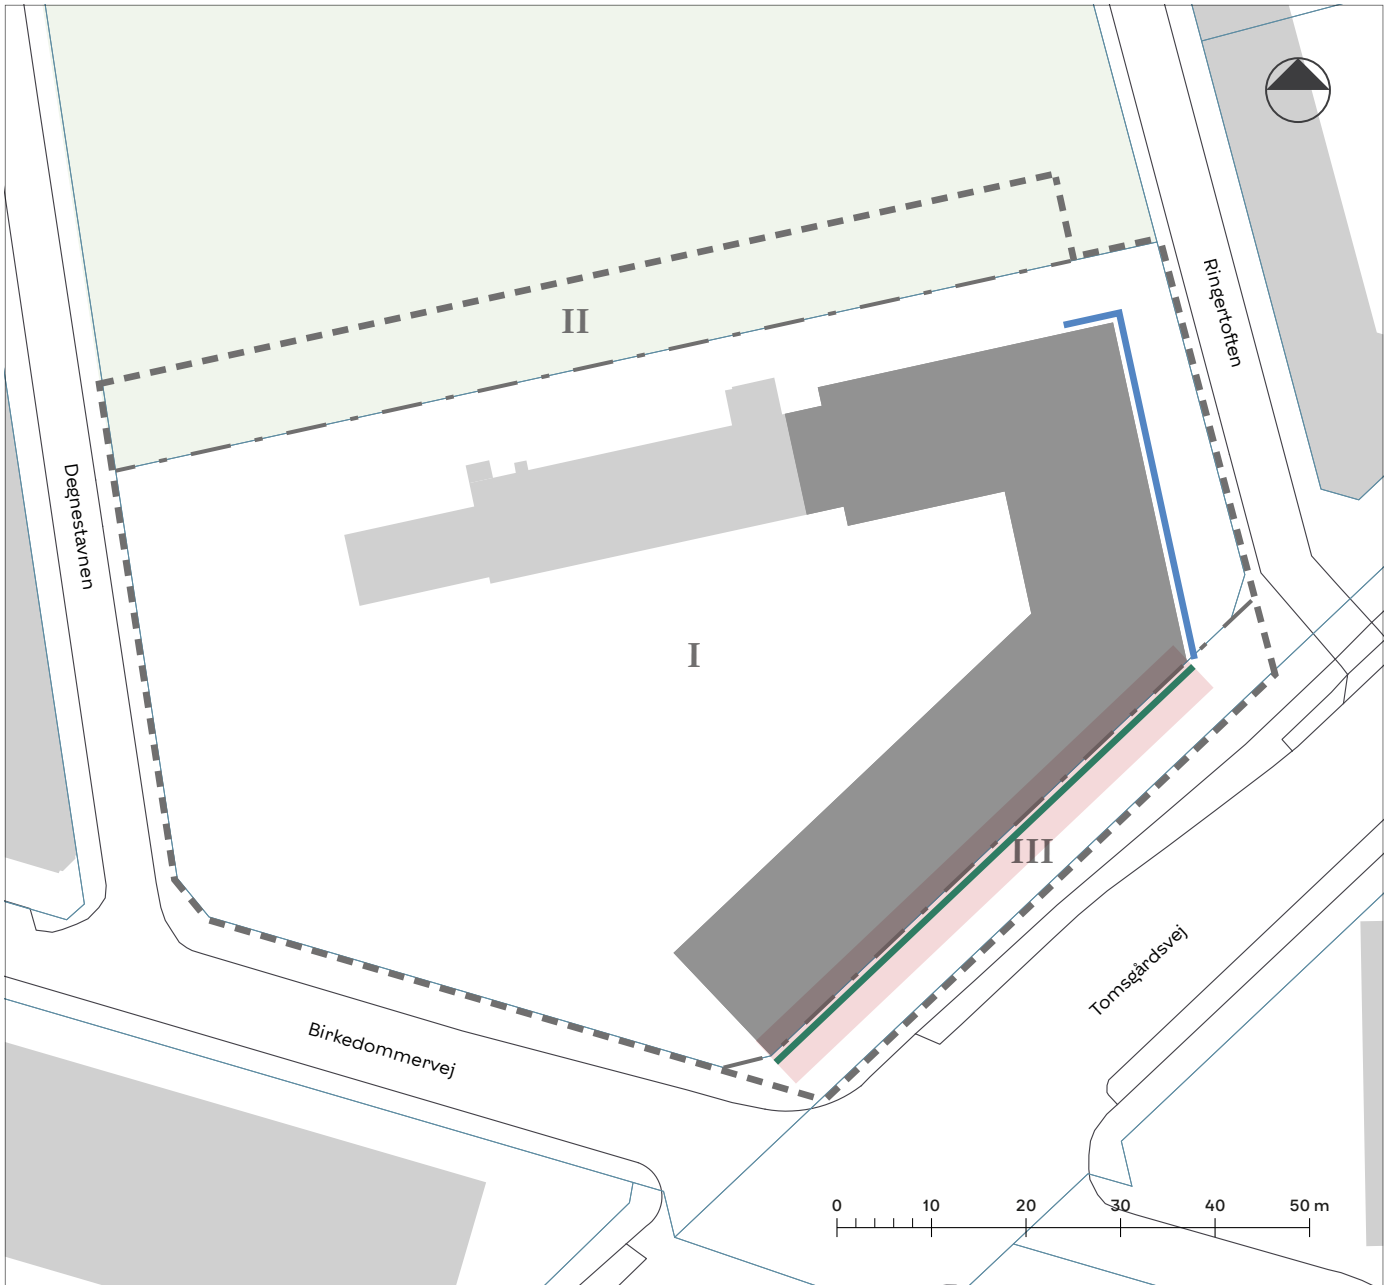 Ringertoften
II
Degnestavnen
I
III
Tomsgårdsvej
Birkedommervej
0 10 20 30 40 50 m